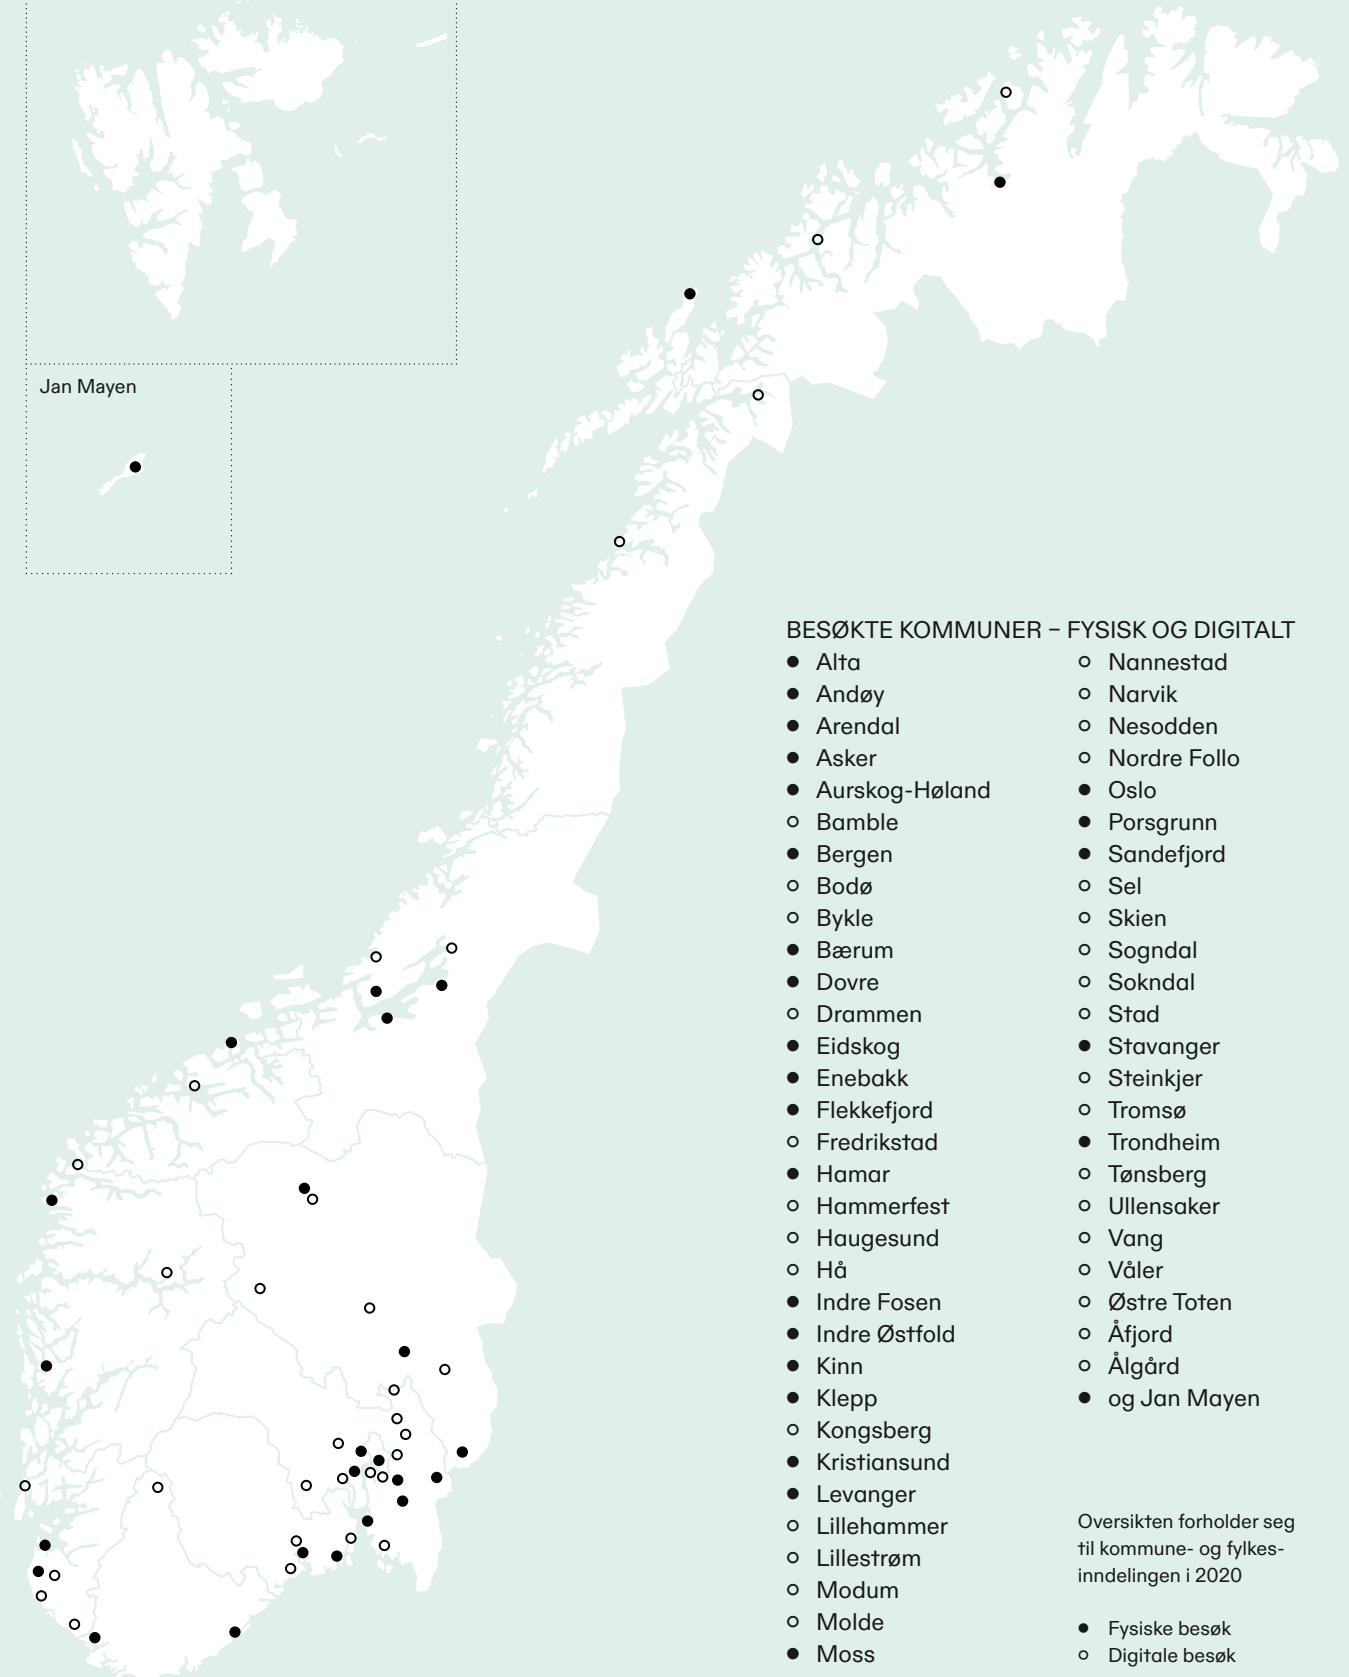 Jan Mayen
BESØKTE KOMMUNER – FYSISK OG DIGITALT
Alta
Andøy
Arendal
Asker
Aurskog-Høland
Bamble
Bergen
Bodø
Bykle
Bærum
Dovre
Drammen
Eidskog
Enebakk
Flekkefjord
Fredrikstad
Hamar
Hammerfest
Haugesund
Hå
Indre Fosen
Indre Østfold
Kinn
Klepp
Kongsberg
Kristiansund
Levanger
Lillehammer
Lillestrøm
Modum
Molde
Moss
Nannestad
Narvik
Nesodden
Nordre Follo
Oslo
Porsgrunn
Sandefjord
Sel
Skien
Sogndal
Sokndal
Stad
Stavanger
Steinkjer
Tromsø
Trondheim
Tønsberg
Ullensaker
Vang
Våler
Østre Toten
Åfjord
Ålgård
og Jan Mayen
Oversikten forholder seg
til kommune- og fylkes-
inndelingen i 2020
Fysiske besøk
Digitale besøk